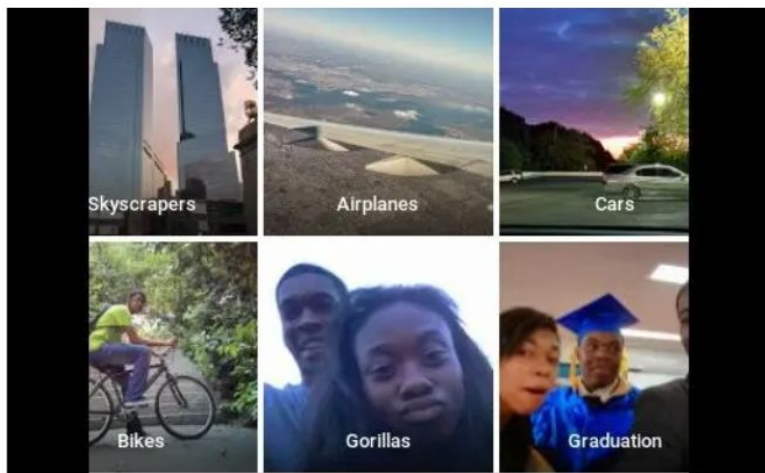 Skyscrapers
Airplanes
Cars
Bikes
Gorillas
Graduation